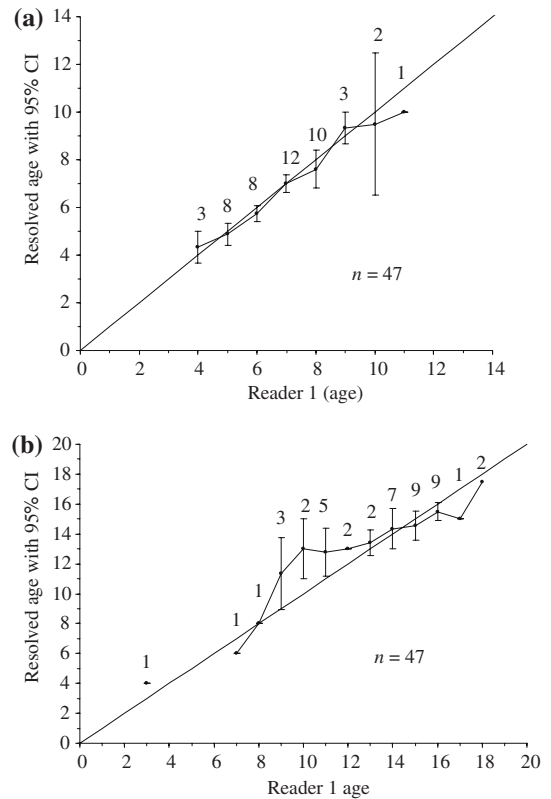 (a)
14
12
10
8
6
4
2
0
Resolved age with 95% CI
3 8 8 12 10 3 2 1
n = 47
0 2 4 6 8 10 12 14
Reader 1 (age)
(b)
20
18
16
14
12
10
8
6
4
2
0
Resolved age with 95% CI
1 1 1 3 2 5 2 2 7 9 9 1 2
n = 47
0 2 4 6 8 10 12 14 16 18 20
Reader 1 age